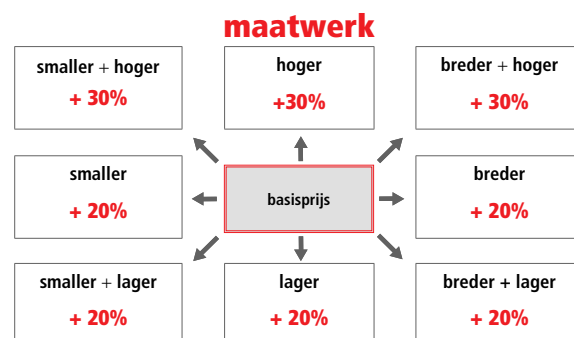 maatwerk
smaller + hoger
+ 30%
hoger
+30%
breder + hoger
+ 30%
smaller
+ 20%
basisprijs
breder
+ 20%
smaller + lager
+ 20%
lager
+ 20%
breder + lager
+ 20%